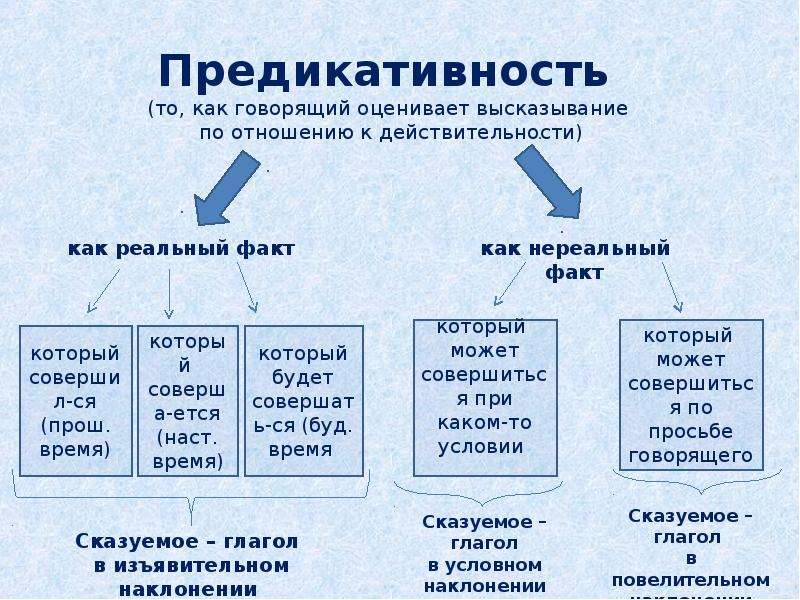 Предикативность
(то, как говорящий оценивает высказывание
по отношению к действительности)
как реальный факт
как нереальный
факт
который
соверши
л-ся
(прош.
время)
которы
й
соверш
а-ется
(наст.
время)
который
будет
совершат
ь-ся (буд.
время
который
может
совершитьс
я при
каком-то
условии
который
может
совершитьс
я по
просьбе
говорящего
Сказуемое – глагол
в изъявительном
наклонении
Сказуемое –
глагол
в условном
наклонении
Сказуемое –
глагол
в
повелительном
наклонении